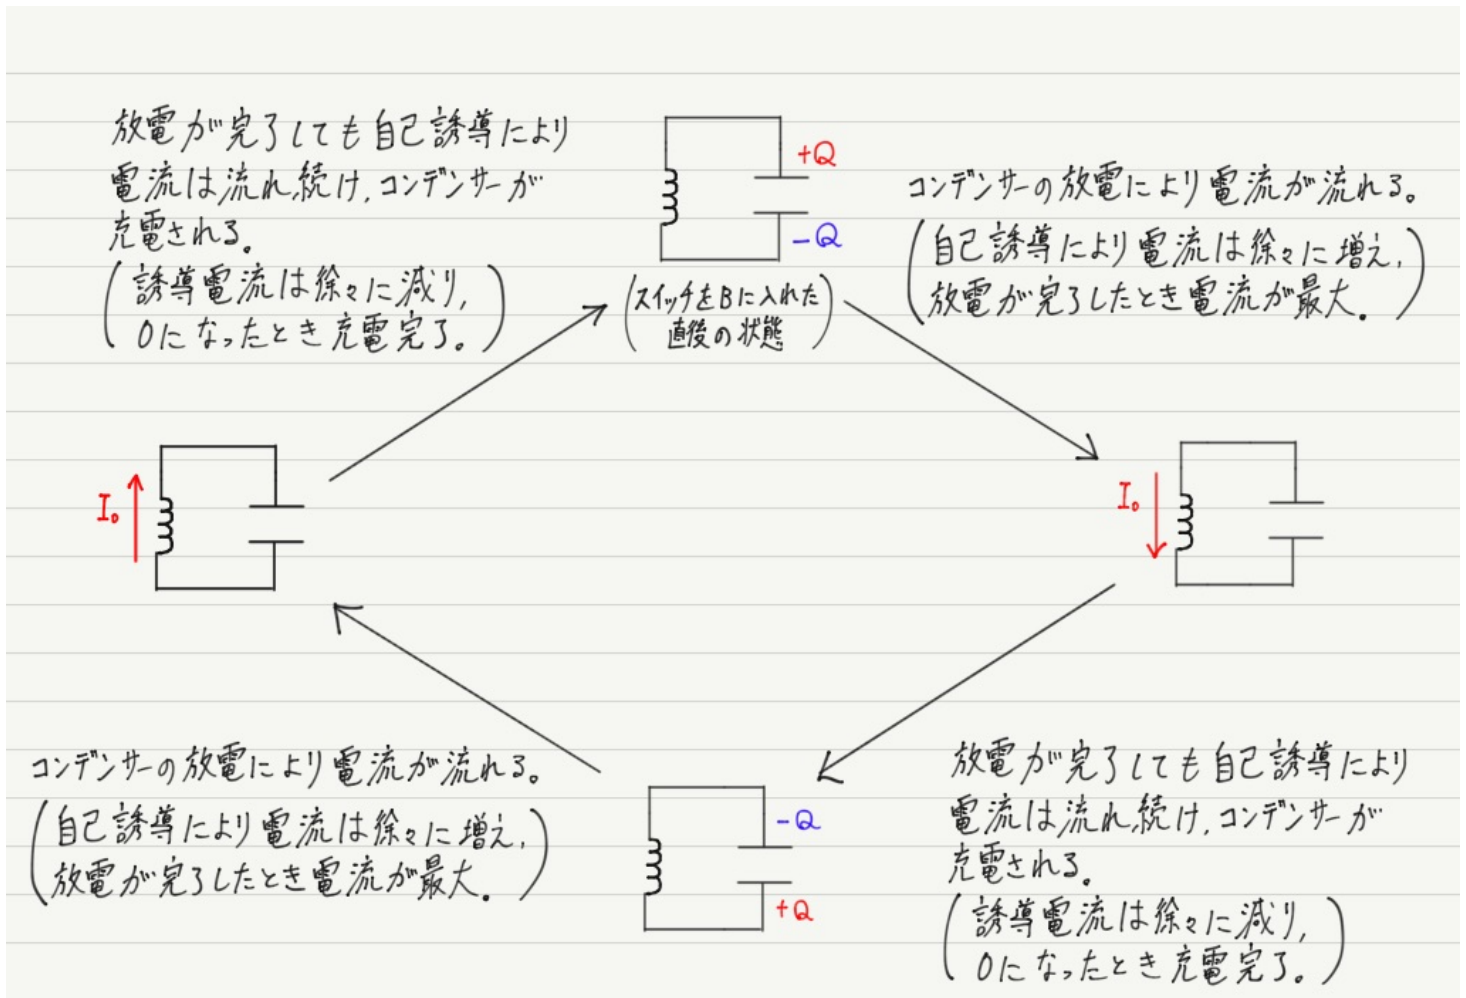 放電が完了しても自己誘導により
電流は流れ続け,コンデンサーが
充電される。
(誘導電流は徐々に減り,
0になったとき充電完了。)
+Q
-Q
(スイッチをBに入れた
直後の状態)
コンデンサーの放電により電流が流れる。
(自己誘導により電流は徐々に増え,
放電が完了したとき電流が最大。)
I₀
I₀
コンデンサーの放電により電流が流れる。
(自己誘導により電流は徐々に増え,
放電が完了したとき電流が最大。)
-Q
+Q
放電が完了しても自己誘導により
電流は流れ続け,コンデンサーが
充電される。
(誘導電流は徐々に減り,
0になったとき充電完了。)